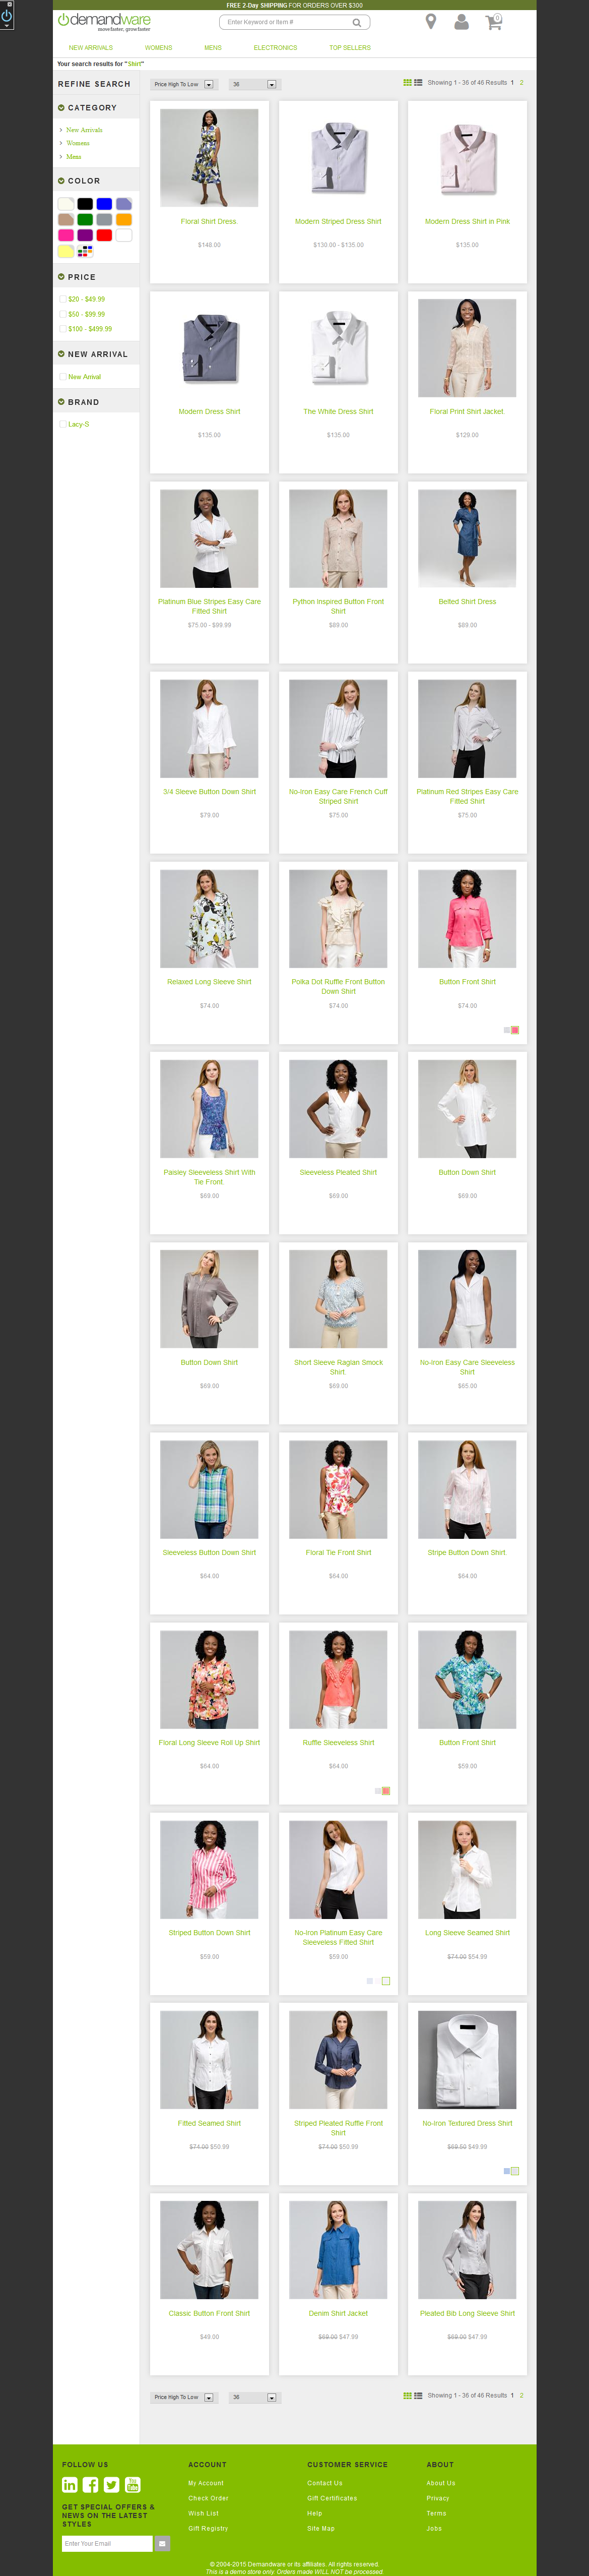 FREE 2-Day SHIPPING FOR ORDERS OVER $300
demandware
move faster, grow faster
Enter Keyword or Item #
0
NEW ARRIVALS WOMENS MENS ELECTRONICS TOP SELLERS
Your search results for "Shirt"
REFINE SEARCH
CATEGORY
New Arrivals
Womens
Mens
COLOR
PRICE
$20 - $49.99
$50 - $99.99
$100 - $499.99
NEW ARRIVAL
New Arrival
BRAND
Lacy-S
Price High To Low 36 Showing 1 - 36 of 46 Results 1 2
Floral Shirt Dress
$148.00
Modern Striped Dress Shirt
$130.00 - $135.00
Modern Dress Shirt in Pink
$135.00
Modern Dress Shirt
$135.00
The White Dress Shirt
$135.00
Floral Print Shirt Jacket
$129.00
Platinum Blue Stripes Easy Care
Fitted Shirt
$75.00 - $99.99
Python Inspired Button Front
Shirt
$89.00
Belted Shirt Dress
$89.00
3/4 Sleeve Button Down Shirt
$79.00
No-Iron Easy Care French Cuff
Striped Shirt
$75.00
Platinum Red Stripes Easy Care
Fitted Shirt
$75.00
Relaxed Long Sleeve Shirt
$74.00
Polka Dot Ruffle Front Button
Down Shirt
$74.00
Button Front Shirt
$74.00
Paisley Sleeveless Shirt With
Tie Front
$69.00
Sleeveless Pleated Shirt
$69.00
Button Down Shirt
$69.00
Button Down Shirt
$69.00
Short Sleeve Raglan Smock
Shirt
$69.00
No-Iron Easy Care Sleeveless
Shirt
$65.00
Sleeveless Button Down Shirt
$64.00
Floral Tie Front Shirt
$64.00
Stripe Button Down Shirt
$64.00
Floral Long Sleeve Roll Up Shirt
$64.00
Ruffle Sleeveless Shirt
$64.00
Button Front Shirt
$59.00
Striped Button Down Shirt
$59.00
No-Iron Platinum Easy Care
Sleeveless Fitted Shirt
$59.00
Long Sleeve Seamed Shirt
$74.00 $54.99
Fitted Seamed Shirt
$74.00 $50.99
Striped Pleated Ruffle Front
Shirt
$74.00 $50.99
No-Iron Textured Dress Shirt
$69.50 $49.99
Classic Button Front Shirt
$49.00
Denim Shirt Jacket
$69.00 $47.99
Pleated Bib Long Sleeve Shirt
$69.00 $47.99
Price High To Low 36 Showing 1 - 36 of 46 Results 1 2
FOLLOW US
You Tube
GET SPECIAL OFFERS &
NEWS ON THE LATEST
STYLES
Enter Your Email
ACCOUNT
My Account
Check Order
Wish List
Gift Registry
CUSTOMER SERVICE
Contact Us
Gift Certificates
Help
Site Map
ABOUT
About Us
Privacy
Terms
Jobs
© 2004-2015 Demandware or its affiliates. All rights reserved.
This is a demo store only. Orders made WILL NOT be processed.